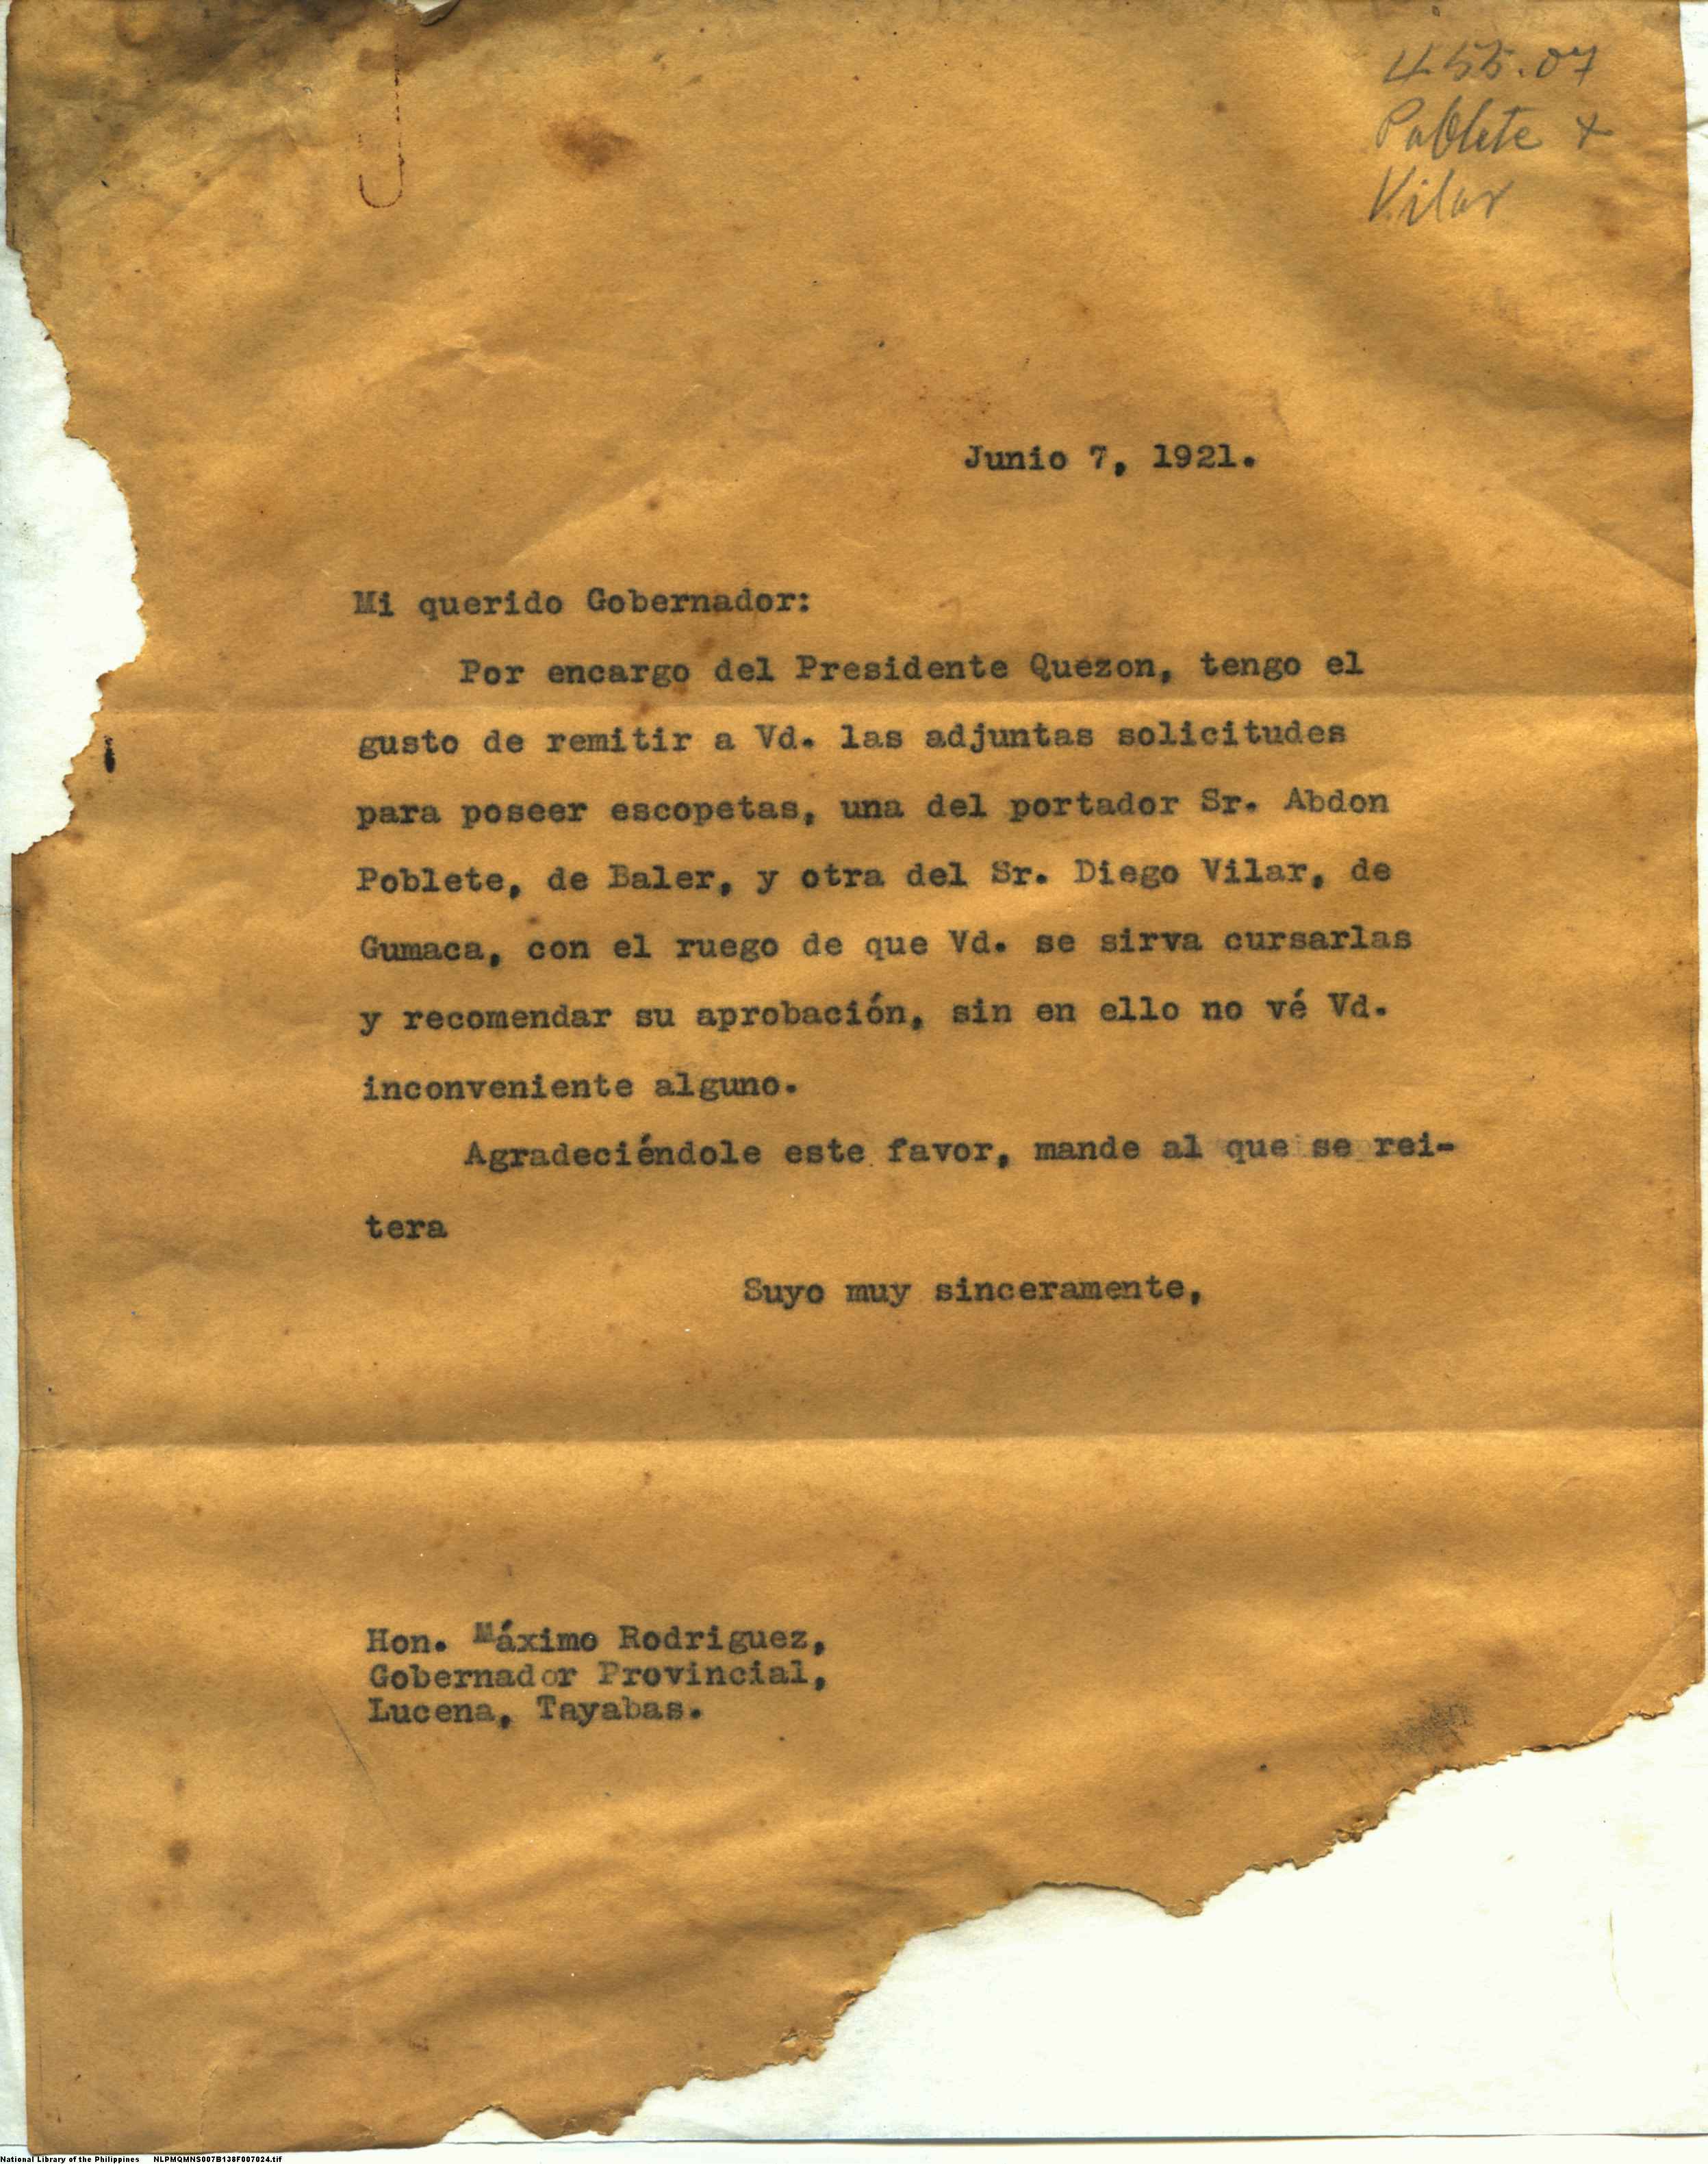 455.07
Poblete +
Vilar
Junio 7, 1921.
Mi querido Gobernador:
Por encargo del Presidente Quezon, tengo el
gusto de remitir a Vd. las adjuntas solicitudes
para poseer escopetas, una del portador Sr. Abdon
Poblete, de Baler, y otra del Sr. Diego Vilar, de
Gumaca, con el ruego de que Vd. se sirva cursarlas
y recomendar su aprobación, sin en ello no vé Vd.
inconveniente alguno.
Agradeciéndole este favor, mande al que se rei-
tera
Suyo muy sinceramente,
Hon. Máximo Rodriguez,
Gobernador Provincial,
Lucena, Tayabas.
National Library of the Philippines NLPMQMNS007B138F007024.tif